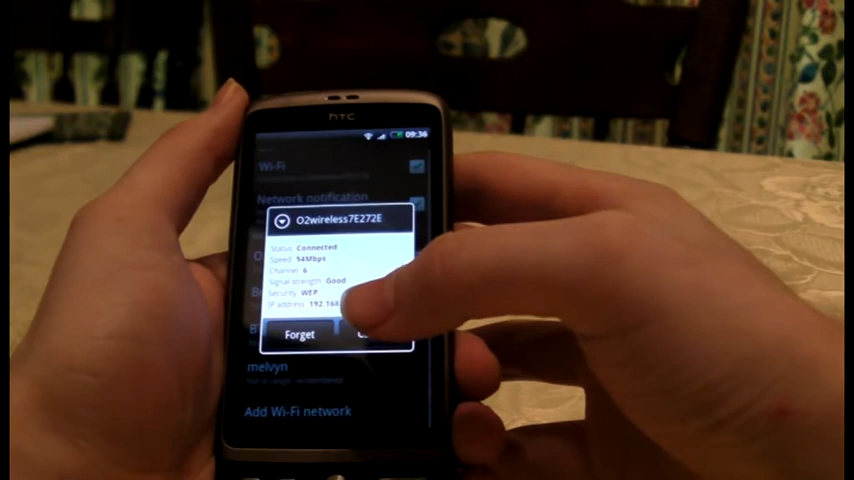 hTC
09:36
Wi-Fi
Network notification
O2wireless7E272E
Status Connected
Speed 54Mbps
Channel 6
Signal strength Good
Security WEP
IP address 192.168
Forget
melvyn
Add Wi-Fi network